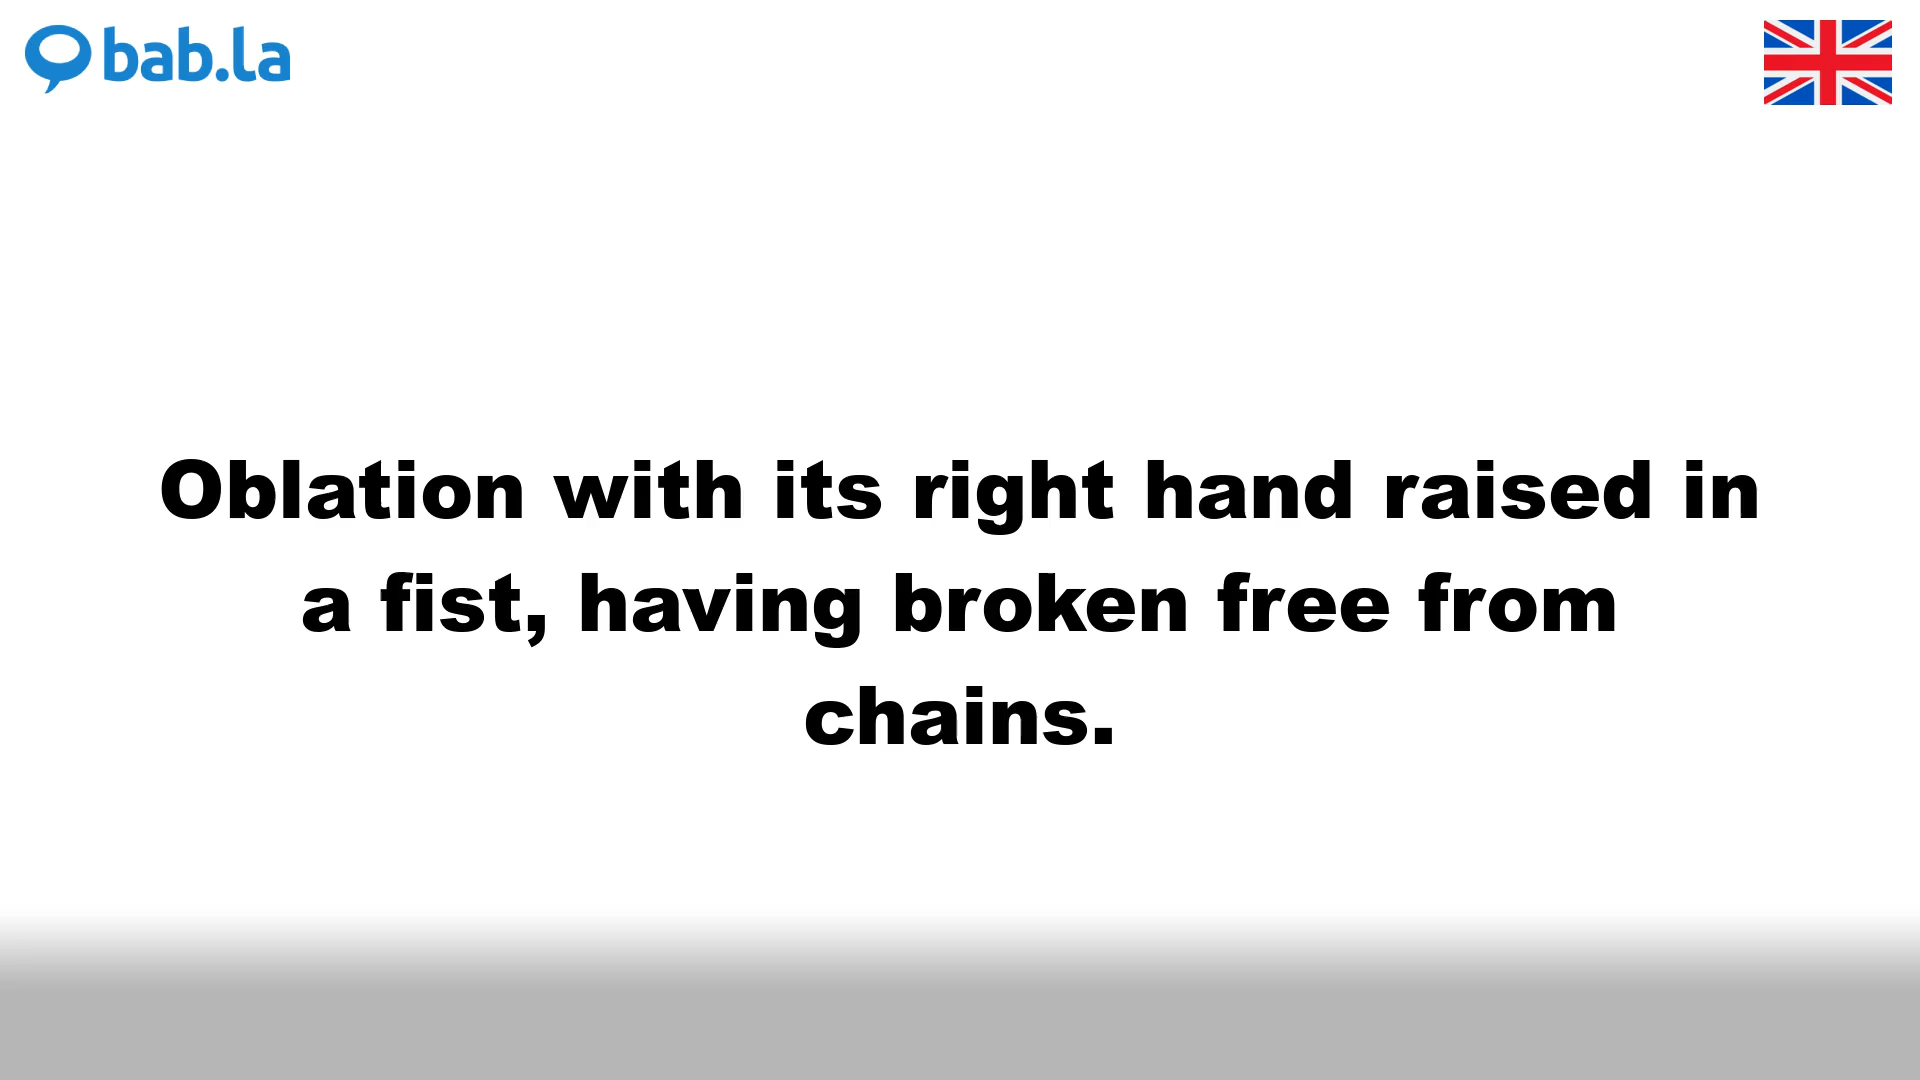 bab.la
Oblation with its right hand raised in
a fist, having broken free from
chains.